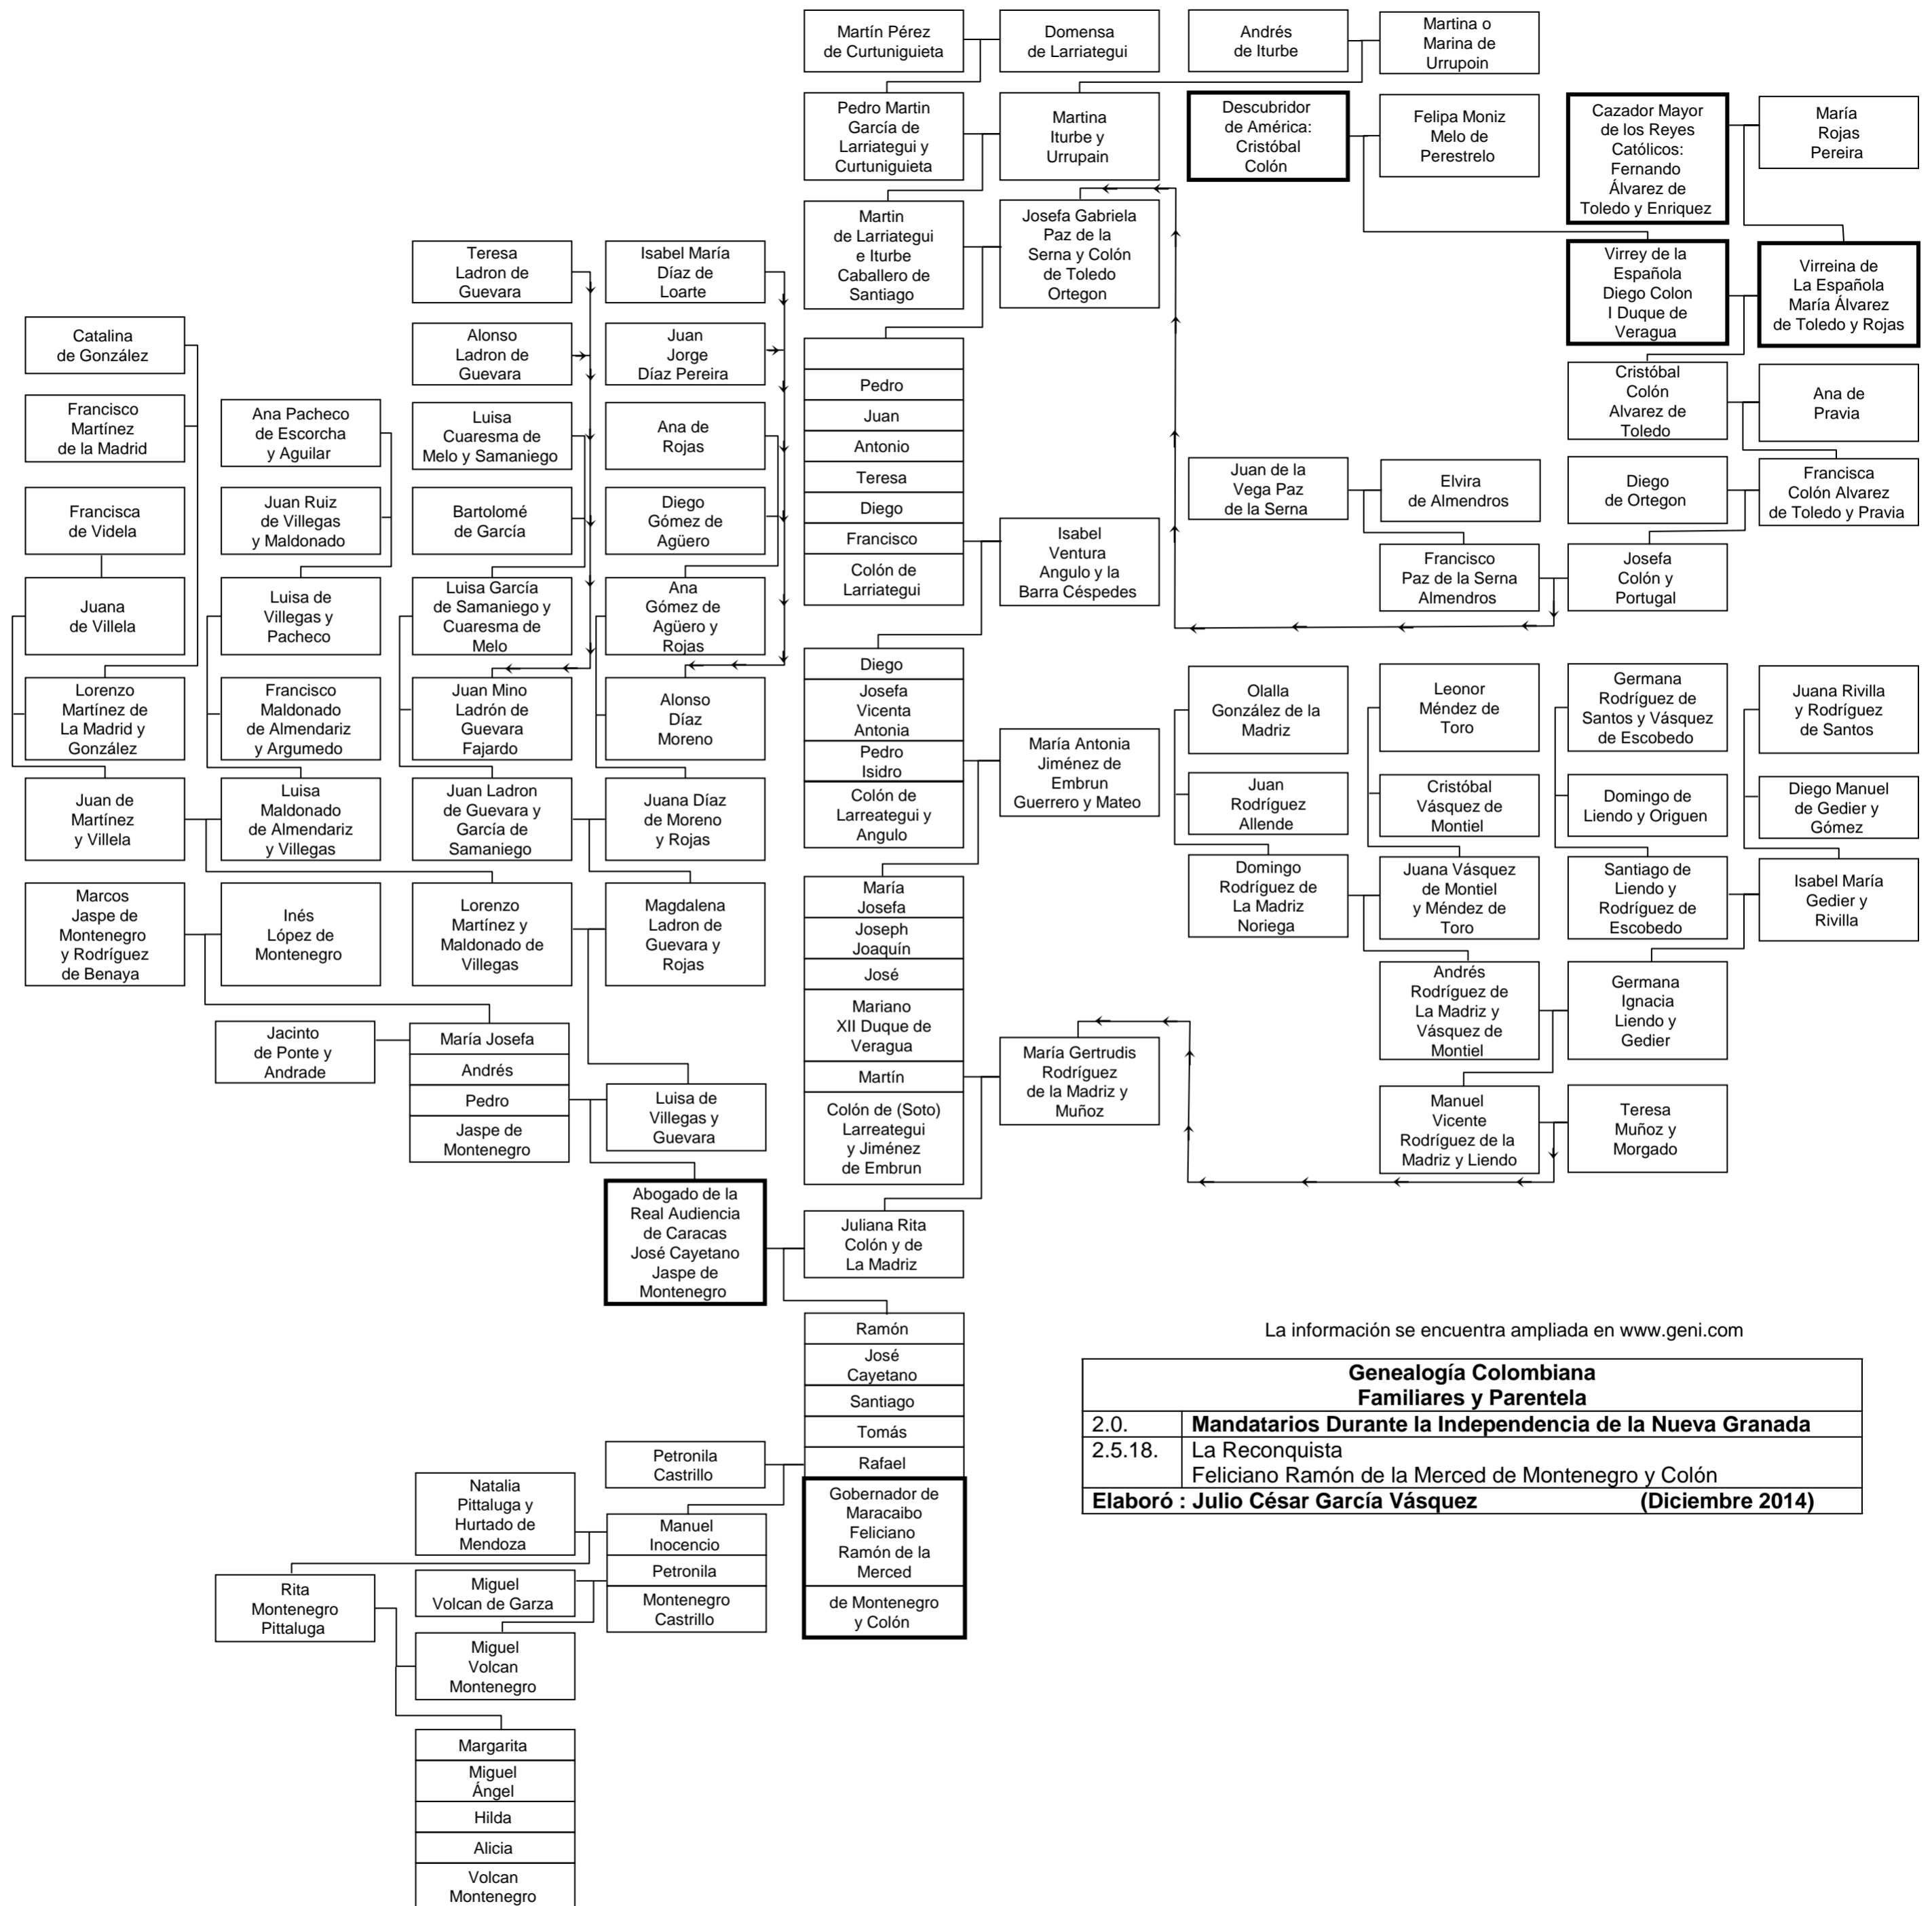 Martín Pérez
de Curtuniguieta
Domensa
de Larriategui
Andrés
de Iturbe
Martina o
Marina de
Urrupoin
Pedro Martin
García de
Larriategui y
Curtuniguieta
Martina
Iturbe y
Urrupain
Descubridor
de América:
Cristóbal
Colón
Felipa Moniz
Melo de
Perestrelo
Cazador Mayor
de los Reyes
Católicos:
Fernando
Álvarez de
Toledo y Enriquez
María
Rojas
Pereira
Martin
de Larriategui
e Iturbe
Caballero de
Santiago
Josefa Gabriela
Paz de la
Serna y Colón
de Toledo
Ortegon
Teresa
Ladron de
Guevara
Isabel María
Díaz de
Loarte
Virrey de la
Española
Diego Colon
I Duque de
Veragua
Virreina de
La Española
María Álvarez
de Toledo y Rojas
Catalina
de González
Alonso
Ladron de
Guevara
Juan
Jorge
Díaz Pereira
Cristóbal
Colón
Alvarez de
Toledo
Ana de
Pravia
Francisco
Martínez
de la Madrid
Ana Pacheco
de Escorcha
y Aguilar
Luisa
Cuaresma de
Melo y Samaniego
Ana de
Rojas
Pedro
Juan
Antonio
Teresa
Diego
Francisco
Colón de
Larriategui
Isabel
Ventura
Angulo y la
Barra Céspedes
Juan de la
Vega Paz
de la Serna
Elvira
de Almendros
Diego
de Ortegon
Francisca
Colón Alvarez
de Toledo y Pravia
Francisca
de Videla
Juan Ruiz
de Villegas
y Maldonado
Bartolomé
de García
Diego
Gómez de
Agüero
Francisco
Paz de la Serna
Almendros
Josefa
Colón y
Portugal
Juana
de Villela
Luisa de
Villegas y
Pacheco
Luisa García
de Samaniego y
Cuaresma de
Melo
Ana
Gómez de
Agüero y
Rojas
Lorenzo
Martínez de
La Madrid y
González
Francisco
Maldonado
de Almendariz
y Argumedo
Juan Mino
Ladrón de
Guevara
Fajardo
Alonso
Díaz
Moreno
Diego
Josefa
Vicenta
Antonia
Pedro
Isidro
Colón de
Larreategui y
Angulo
María Antonia
Jiménez de
Embrun
Guerrero y Mateo
Olalla
González de la
Madriz
Leonor
Méndez de
Toro
Germana
Rodríguez de
Santos y Vásquez
de Escobedo
Juana Rivilla
y Rodríguez
de Santos
Juan
Rodríguez
Allende
Cristóbal
Vásquez de
Montiel
Domingo de
Liendo y Origuen
Diego Manuel
de Gedier y
Gómez
Juan de
Martínez
y Villela
Luisa
Maldonado
de Almendariz
y Villegas
Juan Ladron
de Guevara y
García de
Samaniego
Juana Díaz
de Moreno
y Rojas
Domingo
Rodríguez de
La Madriz
Noriega
Juana Vásquez
de Montiel
y Méndez de
Toro
Santiago de
Liendo y
Rodríguez de
Escobedo
Isabel María
Gedier y
Rivilla
Marcos
Jaspe de
Montenegro
y Rodríguez
de Benaya
Inés
López de
Montenegro
Lorenzo
Martínez y
Maldonado de
Villegas
Magdalena
Ladron de
Guevara y
Rojas
María
Josefa
Joseph
Joaquín
José
Mariano
XII Duque de
Veragua
Martín
Colón de (Soto)
Larreategui
y Jiménez
de Embrun
María Gertrudis
Rodríguez
de la Madriz y
Muñoz
Andrés
Rodríguez de
La Madriz y
Vásquez de
Montiel
Germana
Ignacia
Liendo y
Gedier
Jacinto
de Ponte y
Andrade
María Josefa
Andrés
Pedro
Jaspe de
Montenegro
Luisa de
Villegas y
Guevara
Manuel
Vicente
Rodríguez de la
Madriz y Liendo
Teresa
Muñoz y
Morgado
Abogado de la
Real Audiencia
de Caracas
José Cayetano
Jaspe de
Montenegro
Juliana Rita
Colón y de
La Madriz
Ramón
José
Cayetano
Santiago
Tomás
Rafael
Gobernador de
Maracaibo
Feliciano
Ramón de la
Merced
de Montenegro
y Colón
Petronila
Castrillo
Natalia
Pittaluga y
Hurtado de
Mendoza
Manuel
Inocencio
Petronila
Montenegro
Castrillo
Miguel
Volcan de Garza
Rita
Montenegro
Pittaluga
Miguel
Volcan
Montenegro
Margarita
Miguel
Ángel
Hilda
Alicia
Volcan
Montenegro
La información se encuentra ampliada en www.geni.com
Genealogía Colombiana
Familiares y Parentela
2.0. Mandatarios Durante la Independencia de la Nueva Granada
2.5.18. La Reconquista
Feliciano Ramón de la Merced de Montenegro y Colón
Elaboró : Julio César García Vásquez (Diciembre 2014)